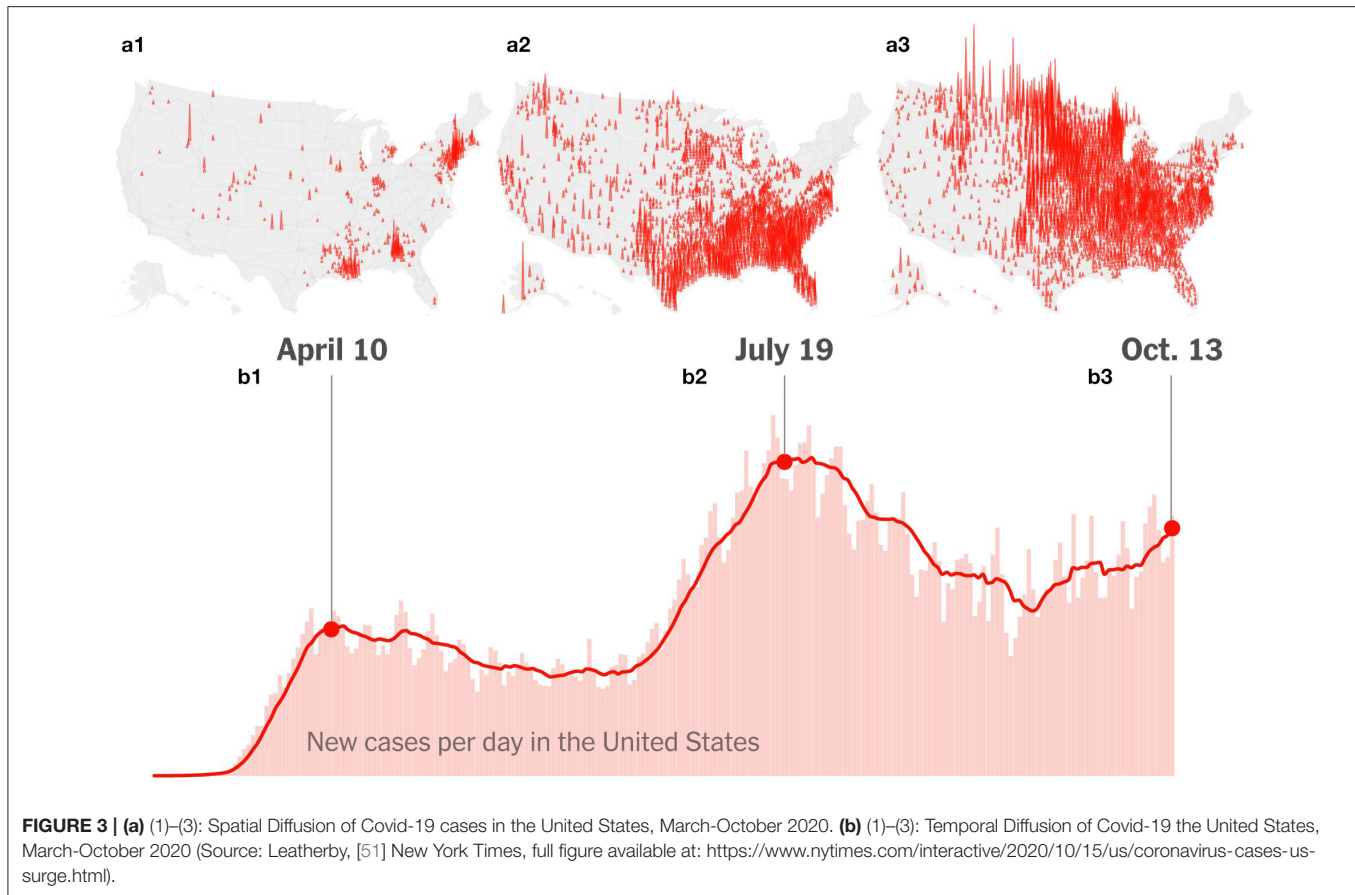 a1
a2
a3
April 10
July 19
Oct. 13
b1
b2
b3
New cases per day in the United States
FIGURE 3 | (a) (1)–(3): Spatial Diffusion of Covid-19 cases in the United States, March-October 2020. (b) (1)–(3): Temporal Diffusion of Covid-19 the United States,
March-October 2020 (Source: Leatherby, [51] New York Times, full figure available at: https://www.nytimes.com/interactive/2020/10/15/us/coronavirus-cases-us-
surge.html).